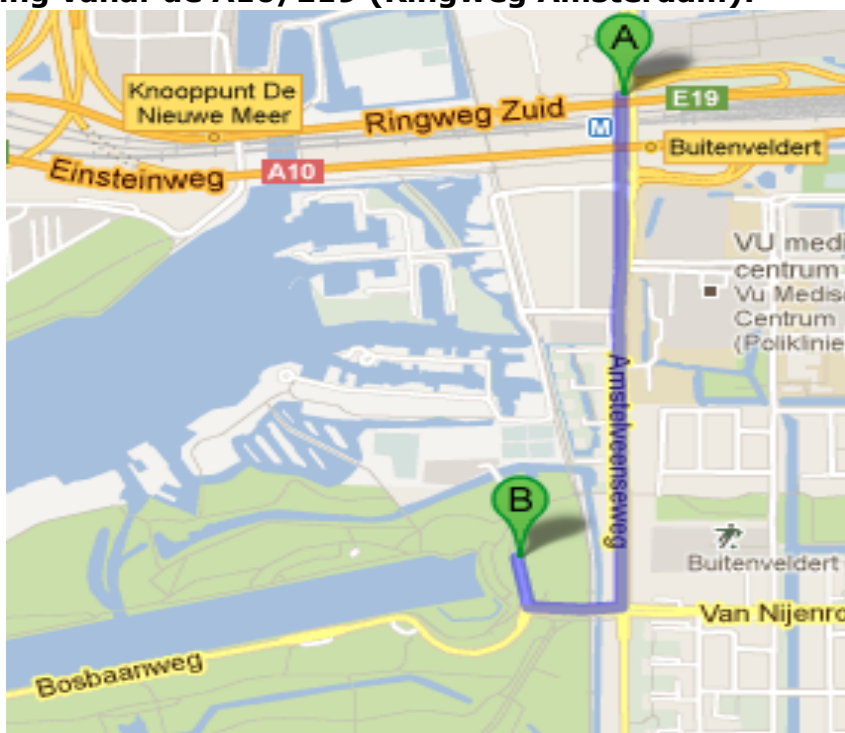 A
Knooppunt De
Nieuwe Meer
Ringweg Zuid
E19
M
Buitenveldert
Einsteinweg
A10
VU medi
centrum
Vu Medisc
Centrum
(Poliklinie
Amstelveenseweg
B
Buitenveldert
Van Nijenro
Bosbaanweg